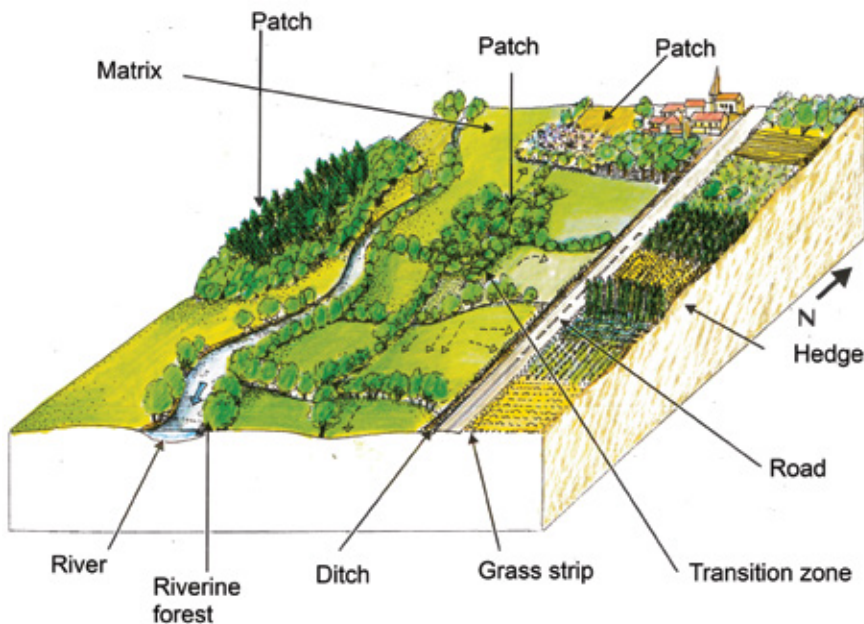 Patch
Patch
Patch
Matrix
N
Hedge
Road
River
Riverine
forest
Ditch
Grass strip
Transition zone